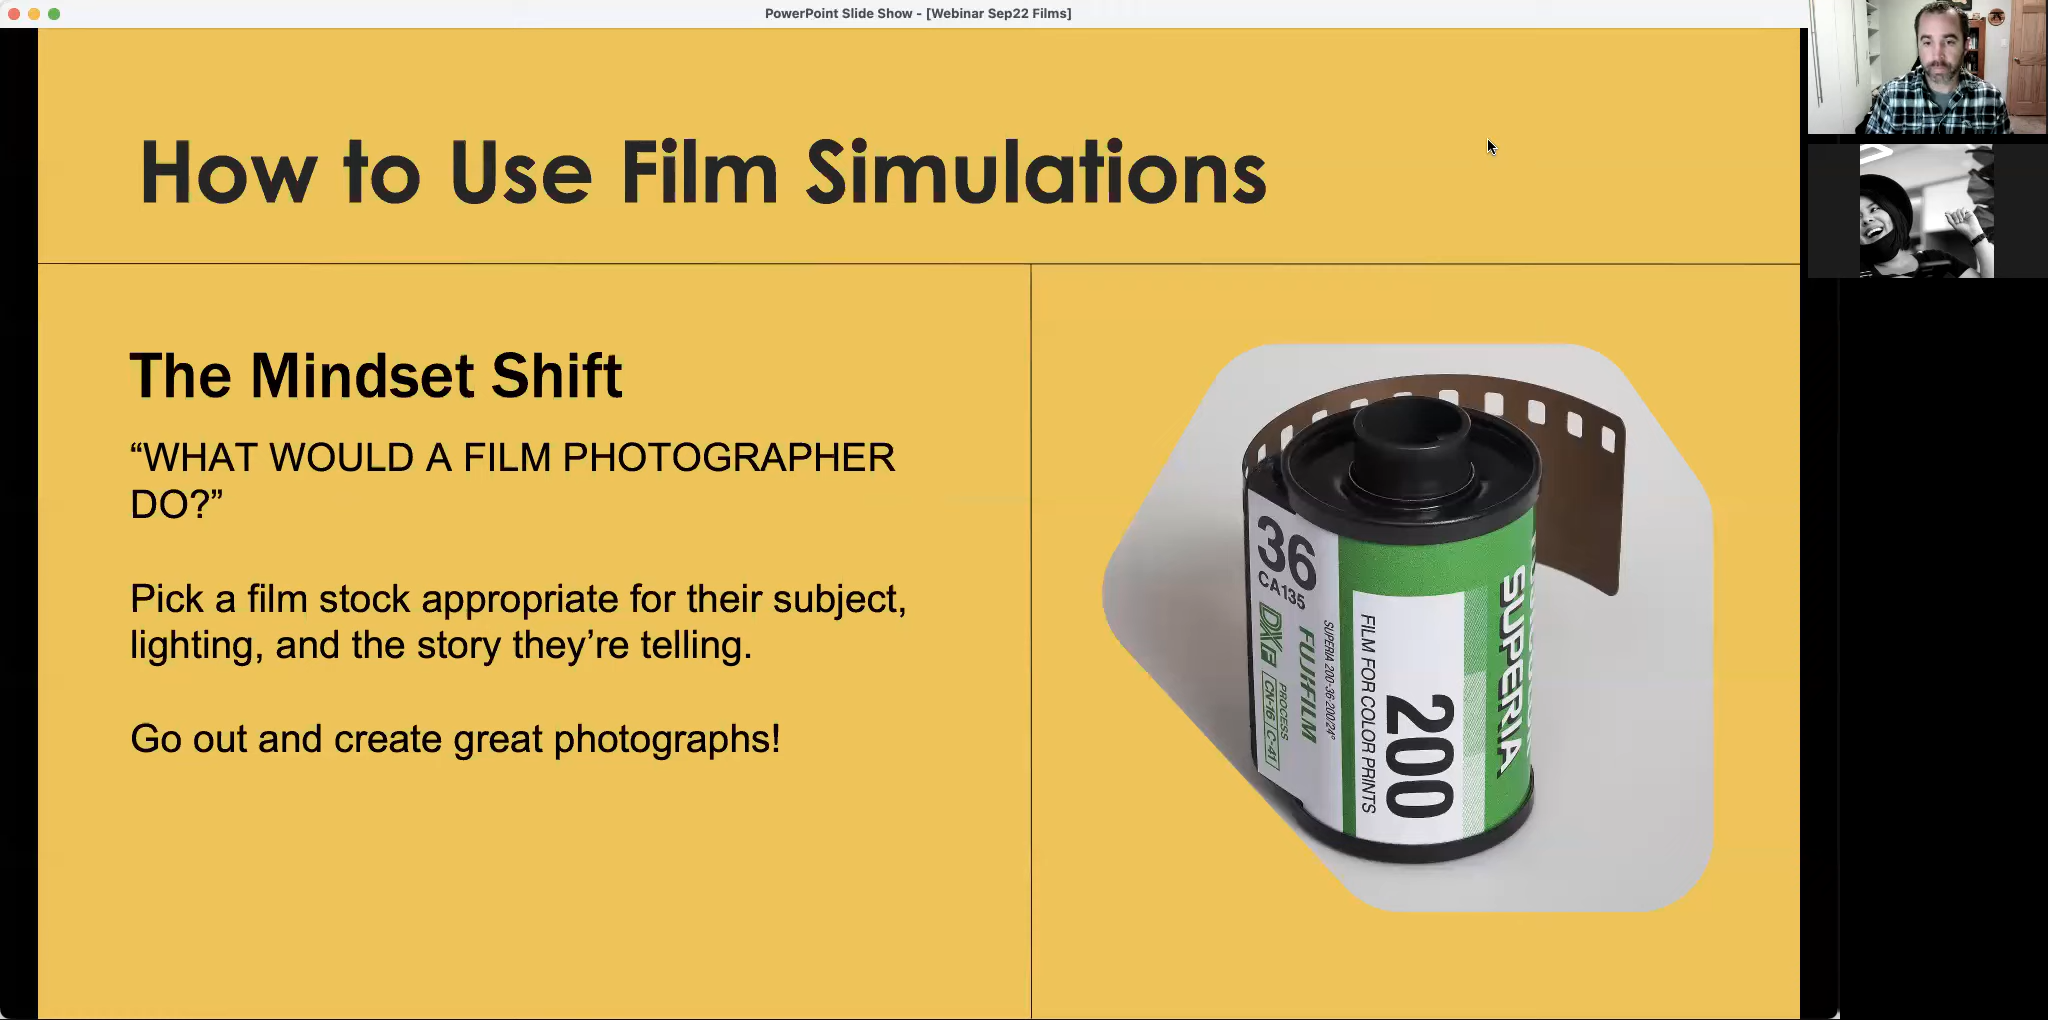 PowerPoint Slide Show - [Webinar Sep22 Films]
How to Use Film Simulations
The Mindset Shift
“WHAT WOULD A FILM PHOTOGRAPHER
DO?”
Pick a film stock appropriate for their subject,
lighting, and the story they’re telling.
Go out and create great photographs!
36
CA135
DX
FUJIFILM
SUPERIA 200-36 200/24°
PROCESS
CN-16 C-41
FILM FOR COLOR PRINTS
200
SUPERIA